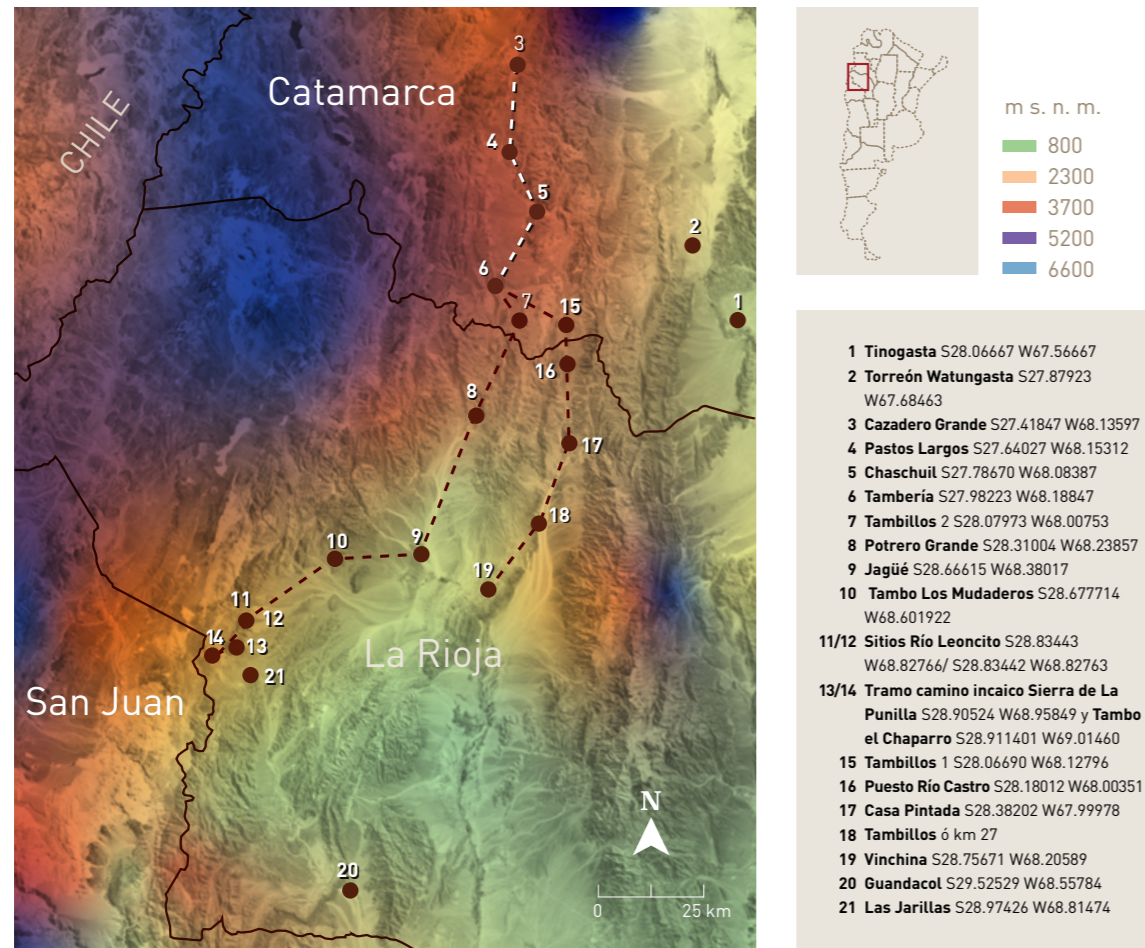 3
Catamarca
CHILE
4
5
2
6
7
15
1
16
8
17
18
9
10
19
11
12
13
14
La Rioja
21
San Juan
N
20
0 25 km
m s. n. m.
800
2300
3700
5200
6600
1 Tinogasta S28.06667 W67.56667
2 Torreón Watungasta S27.87923
W67.68463
3 Cazadero Grande S27.41847 W68.13597
4 Pastos Largos S27.64027 W68.15312
5 Chaschuil S27.78670 W68.08387
6 Tambería S27.98223 W68.18847
7 Tambillos 2 S28.07973 W68.00753
8 Potrero Grande S28.31004 W68.23857
9 Jagüé S28.66615 W68.38017
10 Tambo Los Mudaderos S28.677714
W68.601922
11/12 Sitios Río Leoncito S28.83443
W68.82766/ S28.83442 W68.82763
13/14 Tramo camino incaico Sierra de La
Punilla S28.90524 W68.95849 y Tambo
el Chaparro S28.911401 W69.01460
15 Tambillos 1 S28.06690 W68.12796
16 Puesto Río Castro S28.18012 W68.00351
17 Casa Pintada S28.38202 W67.99978
18 Tambillos ó km 27
19 Vinchina S28.75671 W68.20589
20 Guandacol S29.52529 W68.55784
21 Las Jarillas S28.97426 W68.81474